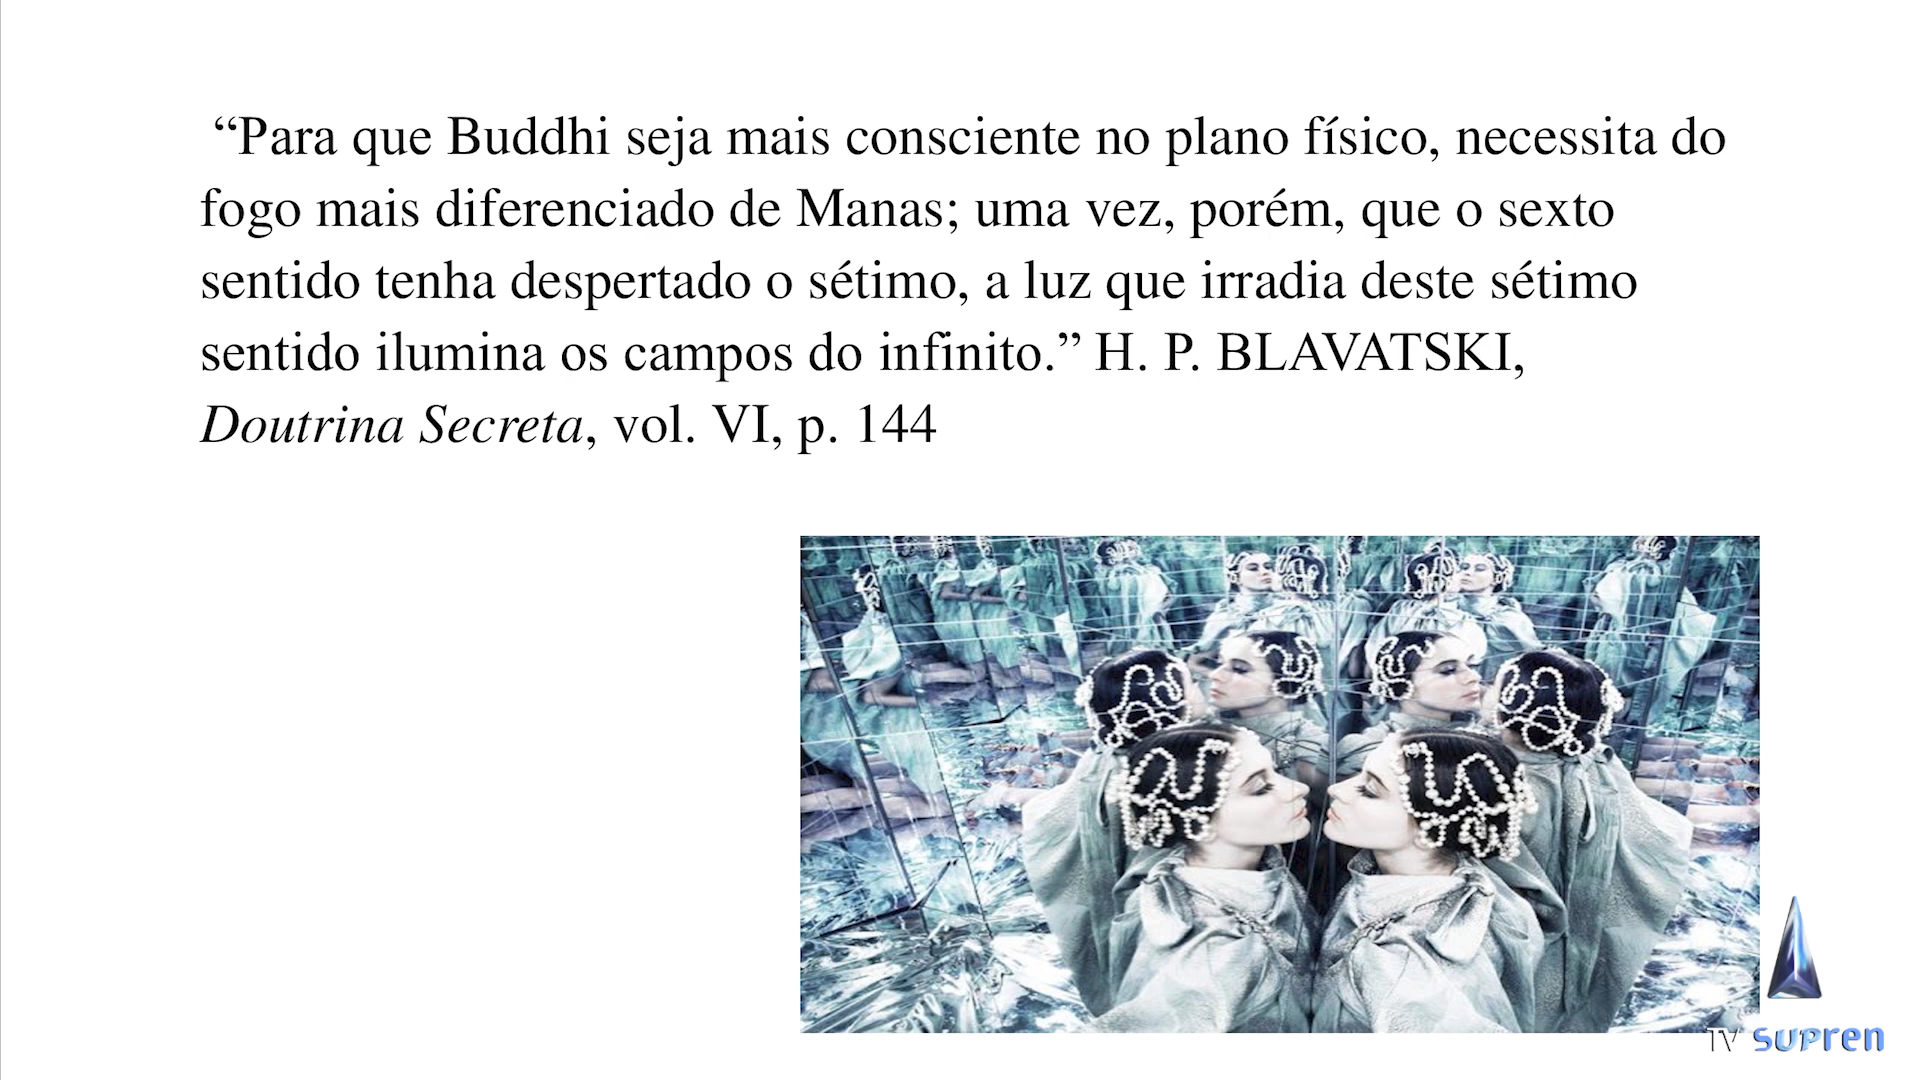 “Para que Buddhi seja mais consciente no plano físico, necessita do
fogo mais diferenciado de Manas; uma vez, porém, que o sexto
sentido tenha despertado o sétimo, a luz que irradia deste sétimo
sentido ilumina os campos do infinito.” H. P. BLAVATSKI,
Doutrina Secreta, vol. VI, p. 144
TV SUPren